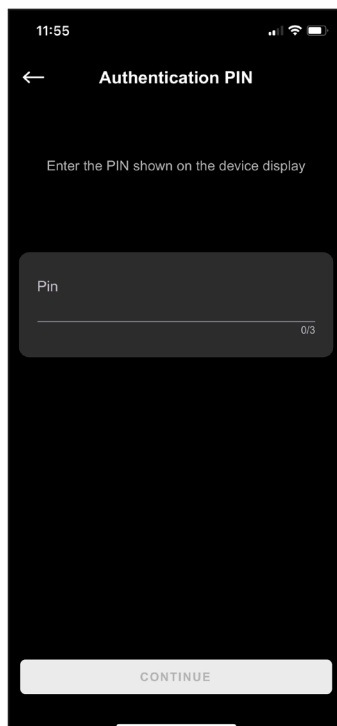 11:55
Authentication PIN
Enter the PIN shown on the device display
Pin
0/3
CONTINUE